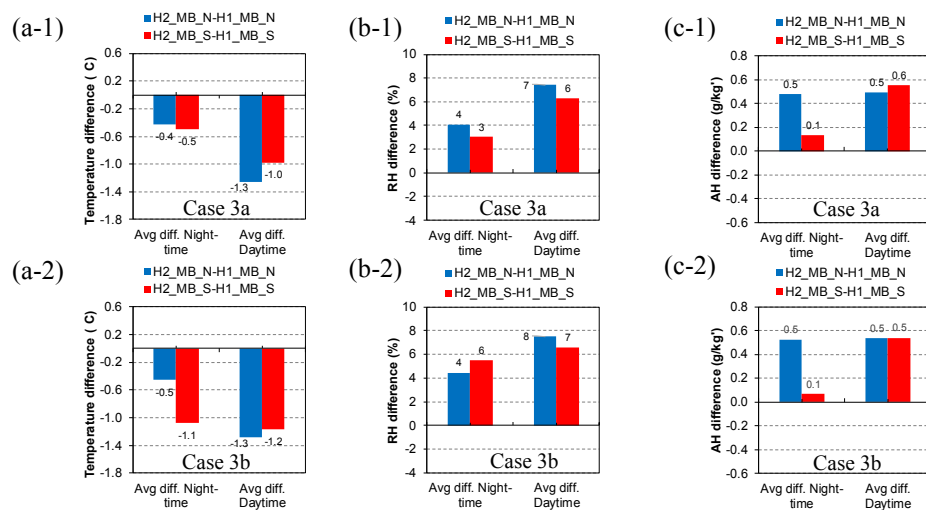 (a-1)
H2_MB_N-H1_MB_N
H2_MB_S-H1_MB_S
Temperature difference ( C)
0.6
0.2
-0.2
-0.6
-1.0
-1.4
-1.8
-0.4
-0.5
-1.3
-1.0
Case 3a
Avg diff. Night-
time
Avg diff.
Daytime
(b-1)
H2_MB_N-H1_MB_N
H2_MB_S-H1_MB_S
RH difference (%)
10
8
6
4
2
0
-2
-4
4
3
7
6
Case 3a
Avg diff. Night-
time
Avg diff.
Daytime
(c-1)
H2_MB_N-H1_MB_N
H2_MB_S-H1_MB_S
AH difference (g/kg')
0.8
0.6
0.4
0.2
0.0
-0.2
-0.4
-0.6
0.5
0.1
0.5
0.6
Case 3a
Avg diff. Night-
time
Avg diff.
Daytime
(a-2)
H2_MB_N-H1_MB_N
H2_MB_S-H1_MB_S
Temperature difference ( C)
0.6
0.2
-0.2
-0.6
-1.0
-1.4
-1.8
-0.5
-1.1
-1.3
-1.2
Case 3b
Avg diff. Night-
time
Avg diff.
Daytime
(b-2)
H2_MB_N-H1_MB_N
H2_MB_S-H1_MB_S
RH difference (%)
10
8
6
4
2
0
-2
-4
4
6
8
7
Case 3b
Avg diff. Night-
time
Avg diff.
Daytime
(c-2)
H2_MB_N-H1_MB_N
H2_MB_S-H1_MB_S
AH difference (g/kg')
0.8
0.6
0.4
0.2
0.0
-0.2
-0.4
-0.6
0.5
0.1
0.5
0.5
Case 3b
Avg diff. Night-
time
Avg diff.
Daytime